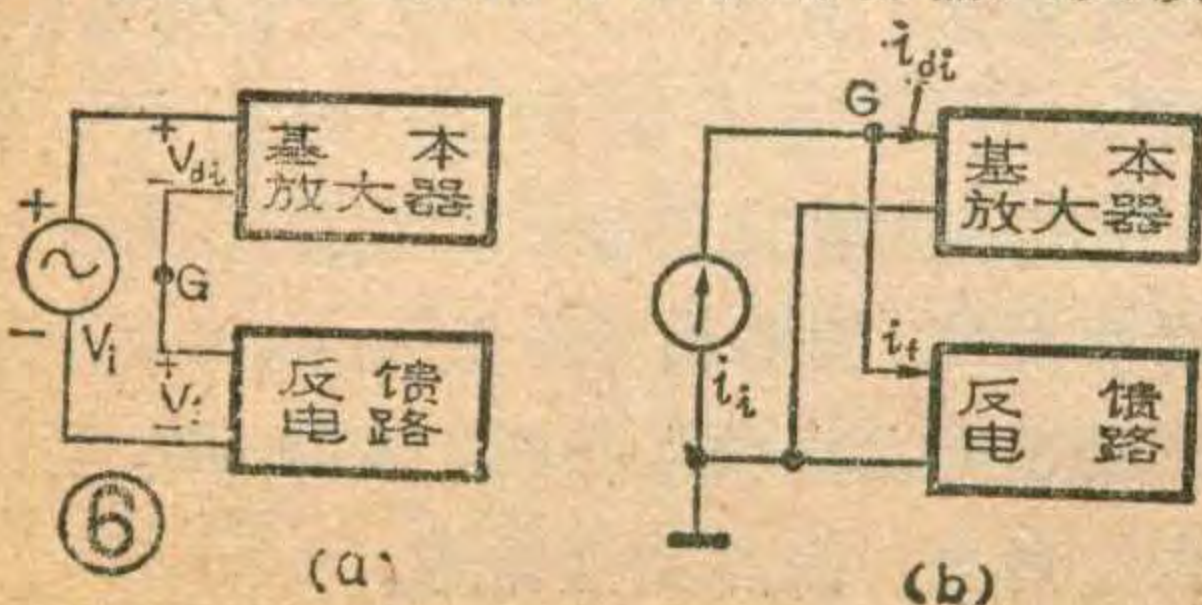 +
V_di
−
基 本
放大器
+
−
G
V_i
+
−
反 馈
电 路
⑥
(a)
i_di
G
基 本
放大器
i_f
i_i
反 馈
电 路
(b)